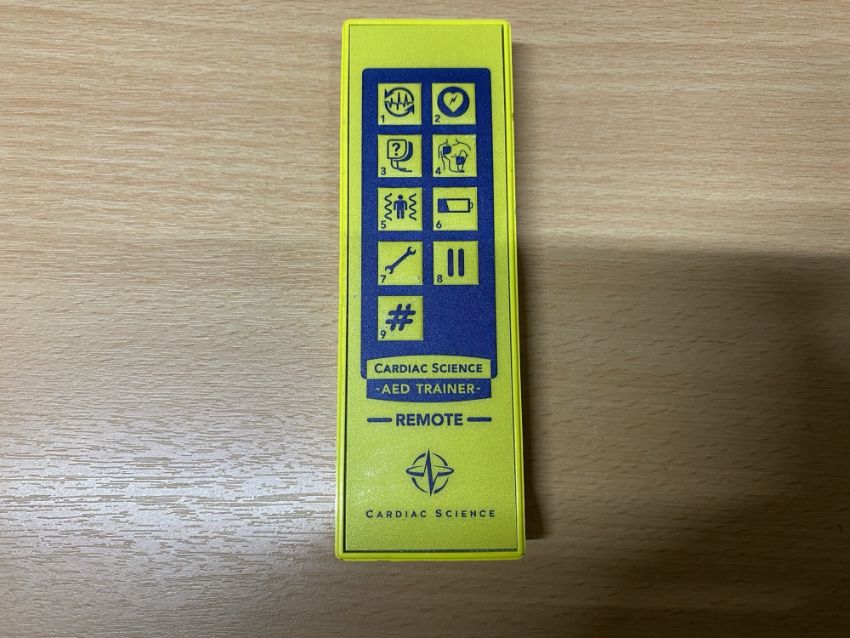 1 2
? 
3 4
5 6
7 8
#
9
CARDIAC SCIENCE
-AED TRAINER-
REMOTE
CARDIAC SCIENCE